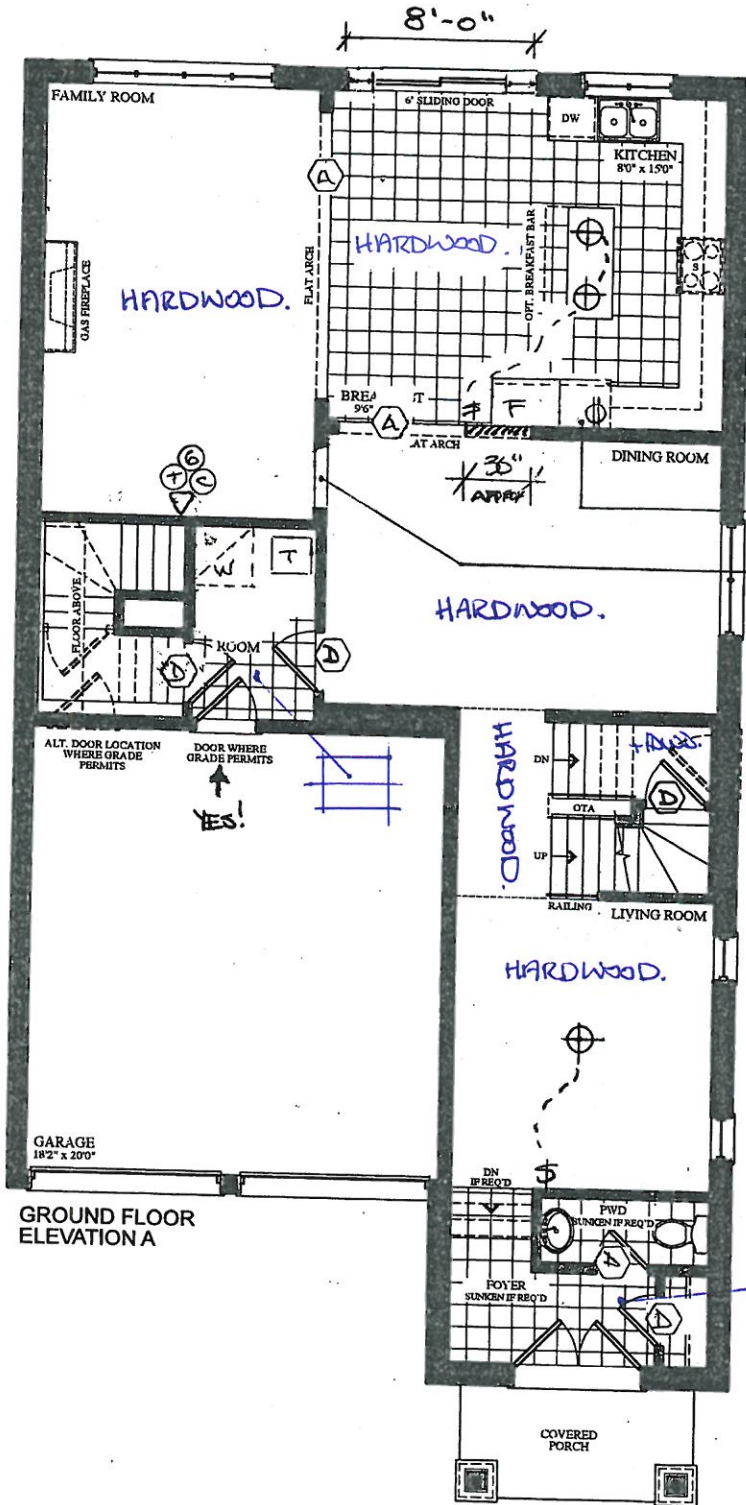 8'-0"
FAMILY ROOM
6' SLIDING DOOR
DW
KITCHEN
8'0" x 15'0"
A
HARDWOOD.
OPT. BREAKFAST BAR
S
GAS FIREPLACE
HARDWOOD.
FLAT ARCH
9'6"
A
F
AT ARCH
DINING ROOM
36"
APPRX
6
T
C
W
T
FLOOR ABOVE
HARDWOOD.
ROOM
D
D
ALT. DOOR LOCATION
WHERE GRADE
PERMITS
DOOR WHERE
GRADE PERMITS
YES!
HARDWOOD.
DN
OTA
D
UP
RAILING
LIVING ROOM
HARDWOOD.
GARAGE
18'2" x 20'0"
DN
IF REQ'D
GROUND FLOOR
ELEVATION A
PWD
SUNKEN IF REQ'D
A
FOYER
SUNKEN IF REQ'D
D
COVERED
PORCH